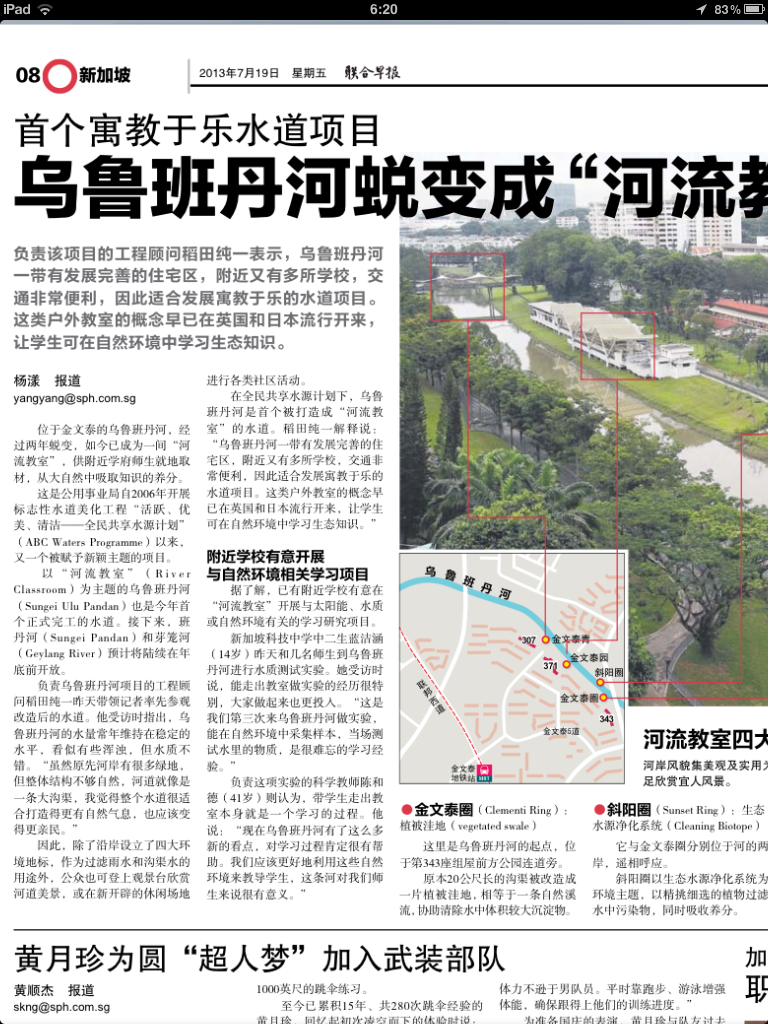 iPad 6:20 83%
08 新加坡 2013年7月19日 星期五 联合早报
首个寓教于乐水道项目
乌鲁班丹河蜕变成“河流教
负责该项目的工程顾问稻田纯一表示，乌鲁班丹河
一带有发展完善的住宅区，附近又有多所学校，交
通非常便利，因此适合发展寓教于乐的水道项目。
这类户外教室的概念早已在英国和日本流行开来，
让学生可在自然环境中学习生态知识。
杨漾 报道
yangyang@sph.com.sg
位于金文泰的乌鲁班丹河，经
过两年蜕变，如今已成为一间“河
流教室”，供附近学府师生就地取
材，从大自然中吸取知识的养分。
这是公用事业局自2006年开展
标志性水道美化工程“活跃、优
美、清洁——全民共享水源计划”
（ABC Waters Programme）以来，
又一个被赋予新颖主题的项目。
以“河流教室”（River
Classroom）为主题的乌鲁班丹河
（Sungei Ulu Pandan）也是今年首
个正式完工的水道。接下来，班
丹河（Sungei Pandan）和芽笼河
（Geylang River）预计将陆续在年
底前开放。
负责乌鲁班丹河项目的工程顾
问稻田纯一昨天带领记者率先参观
改造后的水道。他受访时指出，乌
鲁班丹河的水量常年维持在稳定的
水平，看似有些浑浊，但水质不
错。“虽然原先河岸有很多绿地，
但整体结构不够自然，河道就像是
一条大沟渠，我觉得整个水道很适
合打造得更有自然气息，也应该变
得更亲民。”
因此，除了沿岸设立了四大环
境地标，作为过滤雨水和沟渠水的
用途外，公众也可登上观景台欣赏
河道美景，或在新开辟的休闲场地
进行各类社区活动。
在全民共享水源计划下，乌鲁
班丹河是首个被打造成“河流教
室”的水道。稻田纯一解释说：
“乌鲁班丹河一带有发展完善的住
宅区，附近又有多所学校，交通非
常便利，因此适合发展寓教于乐的
水道项目。这类户外教室的概念早
已在英国和日本流行开来，让学生
可在自然环境中学习生态知识。”
附近学校有意开展
与自然环境相关学习项目
据了解，已有附近学校有意在
“河流教室”开展与太阳能、水质
或自然环境有关的学习研究项目。
新加坡科技中学中二生蓝洁涵
（14岁）昨天和几名师生到乌鲁班
丹河进行水质测试实验。她受访时
说，能走出教室做实验的经历很特
别，大家做起来也更投入。“这是
我们第三次来乌鲁班丹河做实验，
能在自然环境中采集样本，当场测
试水里的物质，是很难忘的学习经
验。”
负责这项实验的科学教师陈和
德（41岁）则认为，带学生走出教
室本身就是一个学习的过程。他
说：“现在乌鲁班丹河有了这么多
新的看点，对学习过程肯定很有帮
助。我们应该更好地利用这些自然
环境来教导学生，这条河对我们师
生来说很有意义。”
乌鲁班丹河
307 金文泰青
371 金文泰园
斜阳圈
金文泰圈
343
联邦西道
金文泰5道
金文泰
地铁站
河流教室四大
河岸风貌集美观及实用为
足欣赏宜人风景。
●金文泰圈（Clementi Ring）：
植被洼地（vegetated swale）
这里是乌鲁班丹河的起点，位
于第343座组屋前方公园连道旁。
原本20公尺长的沟渠被改造成
一片植被洼地，相等于一条自然溪
流，协助清除水中体积较大沉淀物。
●斜阳圈（Sunset Ring）：生态
水源净化系统（Cleaning Biotope）
它与金文泰圈分别位于河的两
岸，遥相呼应。
斜阳圈以生态水源净化系统为
环境主题，以精挑细选的植物过滤
水中污染物，同时吸收养分。
黄月珍为圆“超人梦”加入武装部队
黄顺杰 报道
skng@sph.com.sg
1000英尺的跳伞练习。
至今已累积15年、共280次跳伞经验的
黄月珍，回忆起初次凌空而下的体验时说：
体力不逊于男队员。平时靠跑步、游泳增强
体能，确保跟得上他们的训练进度。”
为准备国庆的表演，黄月珍与队友过去
加
职